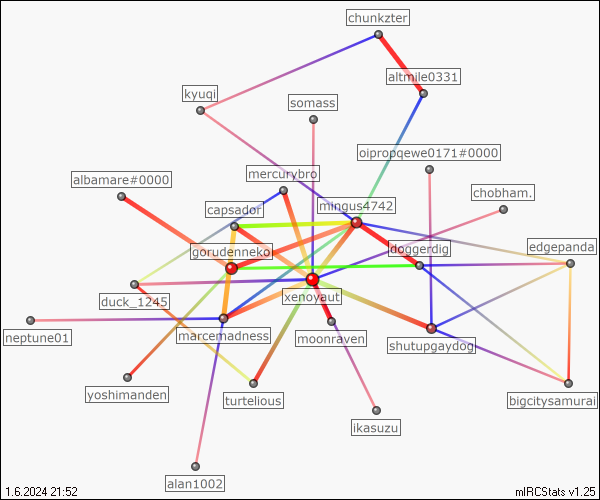 chunkzter
altmile0331
kyuqi
somass
oipropqewe0171#0000
mercurybro
albamare#0000
chobham.
mingus4742
capsador
edgepanda
gorudenneko
doggerdig
xenoyaut
duck_1245
neptune01
marcemadness
moonraven
shutupgaydog
yoshimanden
turtelious
bigcitysamurai
ikasuzu
alan1002
1.6.2024 21:52
mIRCStats v1.25